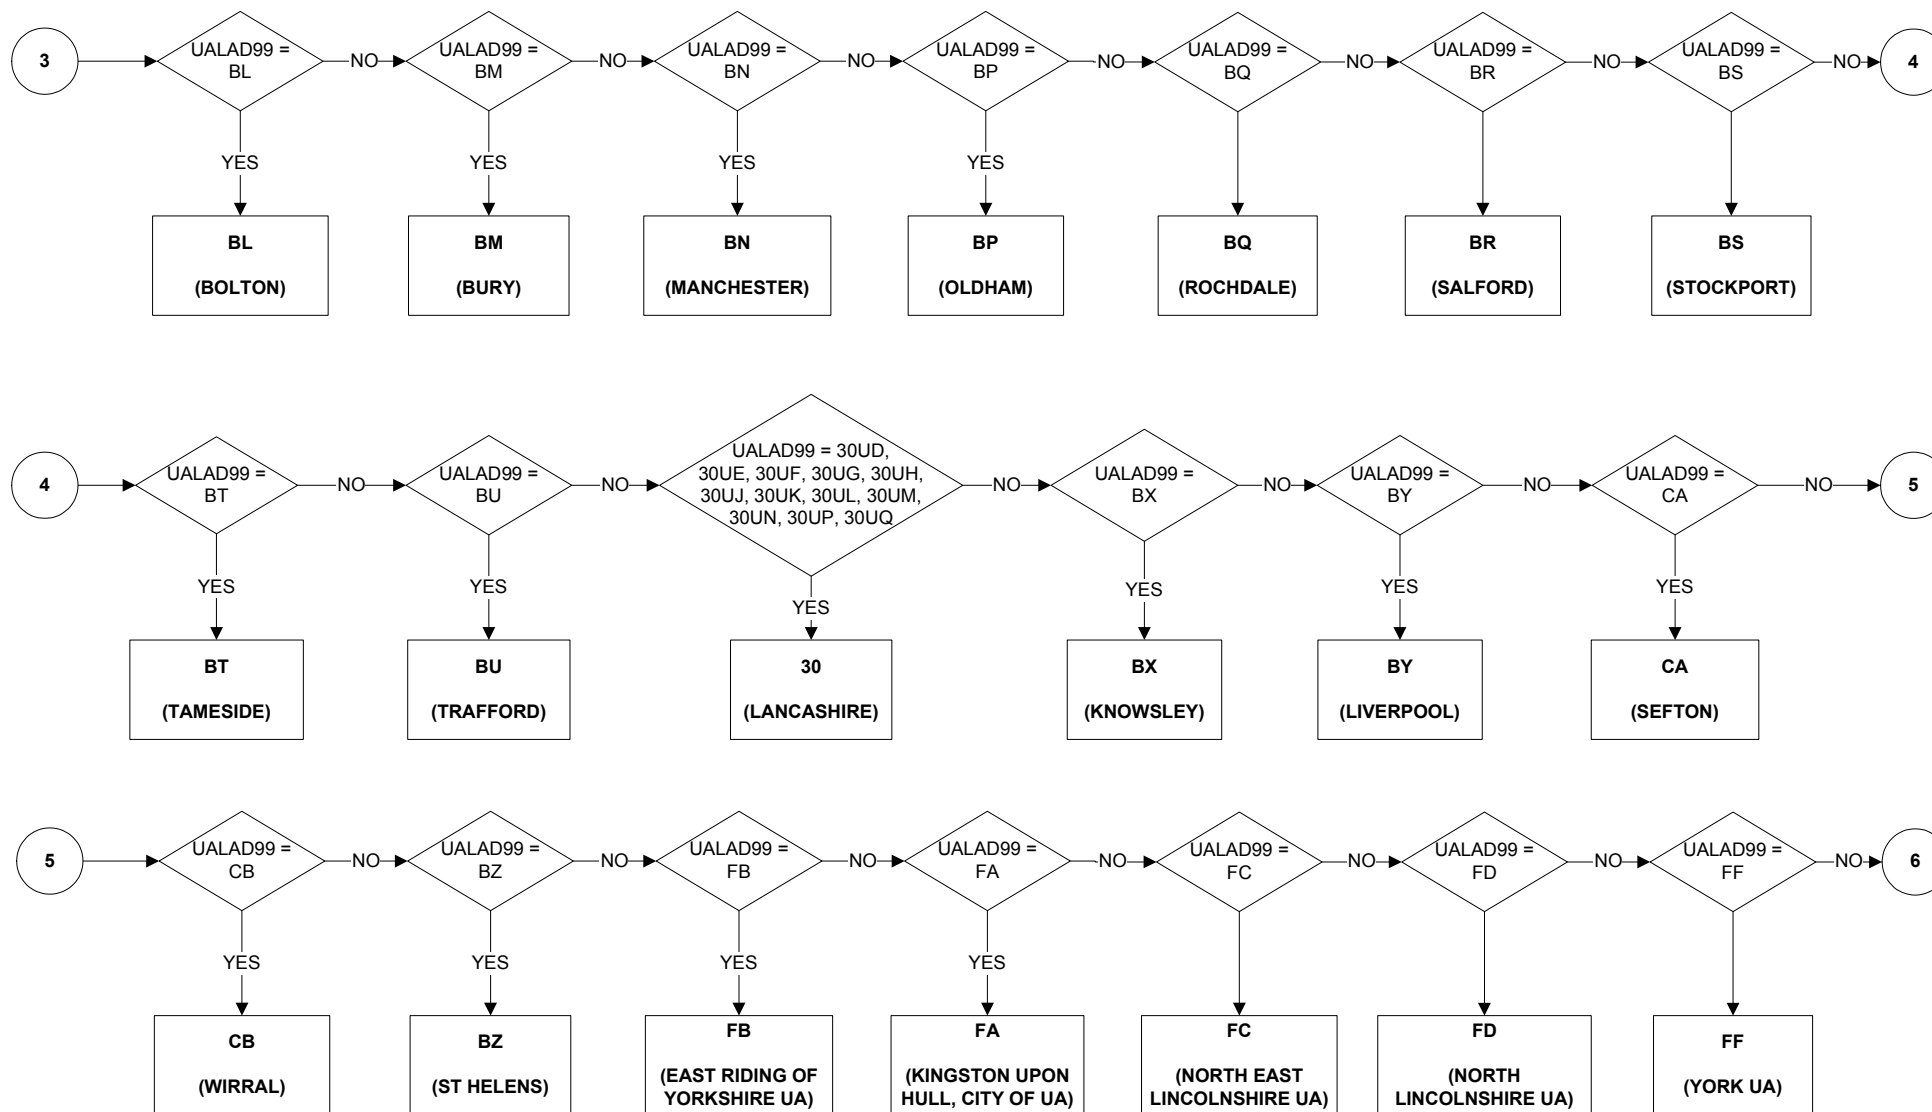 3
UALAD99 =
BL
NO
UALAD99 =
BM
NO
UALAD99 =
BN
NO
UALAD99 =
BP
NO
UALAD99 =
BQ
NO
UALAD99 =
BR
NO
UALAD99 =
BS
NO
4
YES
YES
YES
YES
BL
(BOLTON)
BM
(BURY)
BN
(MANCHESTER)
BP
(OLDHAM)
BQ
(ROCHDALE)
BR
(SALFORD)
BS
(STOCKPORT)
4
UALAD99 =
BT
NO
UALAD99 =
BU
NO
UALAD99 = 30UD,
30UE, 30UF, 30UG, 30UH,
30UJ, 30UK, 30UL, 30UM,
30UN, 30UP, 30UQ
NO
UALAD99 =
BX
NO
UALAD99 =
BY
NO
UALAD99 =
CA
NO
5
YES
YES
YES
YES
YES
YES
BT
(TAMESIDE)
BU
(TRAFFORD)
30
(LANCASHIRE)
BX
(KNOWSLEY)
BY
(LIVERPOOL)
CA
(SEFTON)
5
UALAD99 =
CB
NO
UALAD99 =
BZ
NO
UALAD99 =
FB
NO
UALAD99 =
FA
NO
UALAD99 =
FC
NO
UALAD99 =
FD
NO
UALAD99 =
FF
NO
6
YES
YES
YES
YES
CB
(WIRRAL)
BZ
(ST HELENS)
FB
(EAST RIDING OF
YORKSHIRE UA)
FA
(KINGSTON UPON
HULL, CITY OF UA)
FC
(NORTH EAST
LINCOLNSHIRE UA)
FD
(NORTH
LINCOLNSHIRE UA)
FF
(YORK UA)